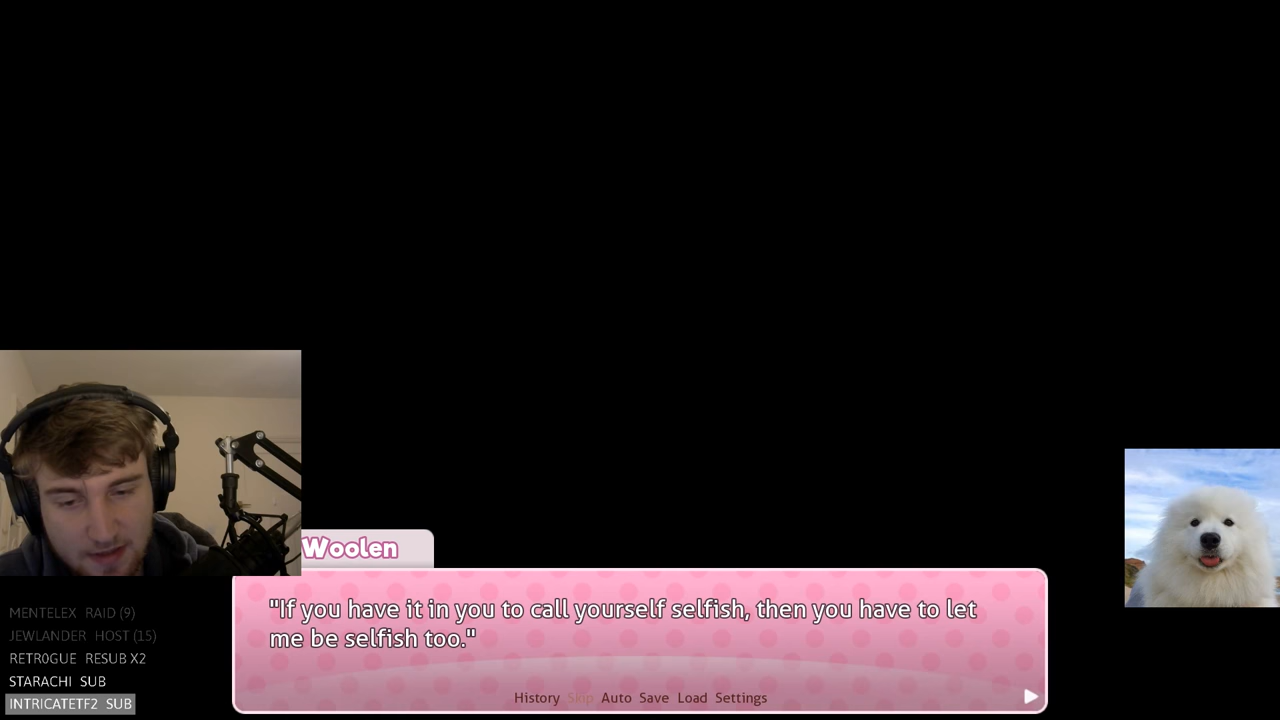 Woolen
"If you have it in you to call yourself selfish, then you have to let
me be selfish too."
History Skip Auto Save Load Settings
MENTELEX RAID (9)
JEWLANDER HOST (15)
RETR0GUE RESUB X2
STARACHI SUB
INTRICATETF2 SUB